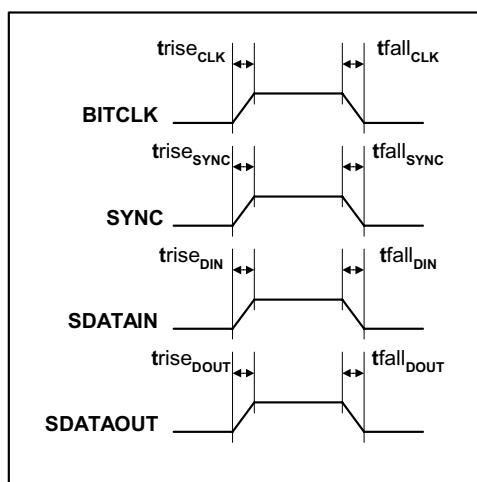 triseCLK tfallCLK
BITCLK
triseSYNC tfallSYNC
SYNC
triseDIN tfallDIN
SDATAIN
triseDOUT tfallDOUT
SDATAOUT